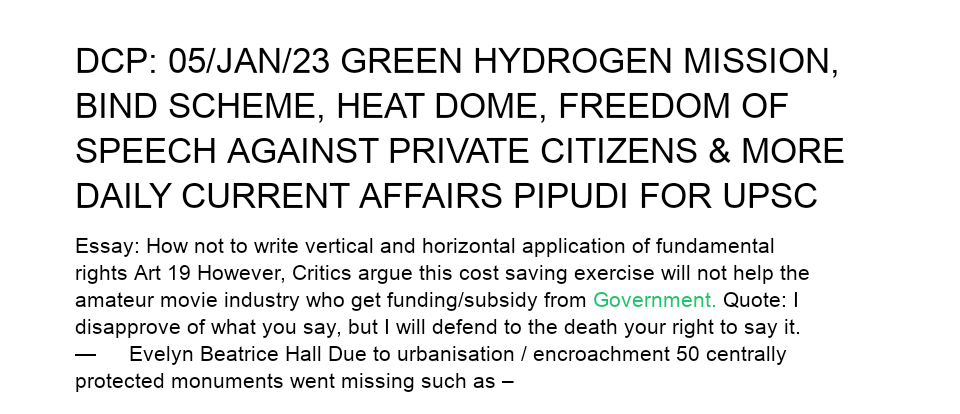 DCP: 05/JAN/23 GREEN HYDROGEN MISSION,
BIND SCHEME, HEAT DOME, FREEDOM OF
SPEECH AGAINST PRIVATE CITIZENS & MORE
DAILY CURRENT AFFAIRS PIPUDI FOR UPSC
Essay: How not to write vertical and horizontal application of fundamental
rights Art 19 However, Critics argue this cost saving exercise will not help the
amateur movie industry who get funding/subsidy from Government. Quote: I
disapprove of what you say, but I will defend to the death your right to say it.
— Evelyn Beatrice Hall Due to urbanisation / encroachment 50 centrally
protected monuments went missing such as –